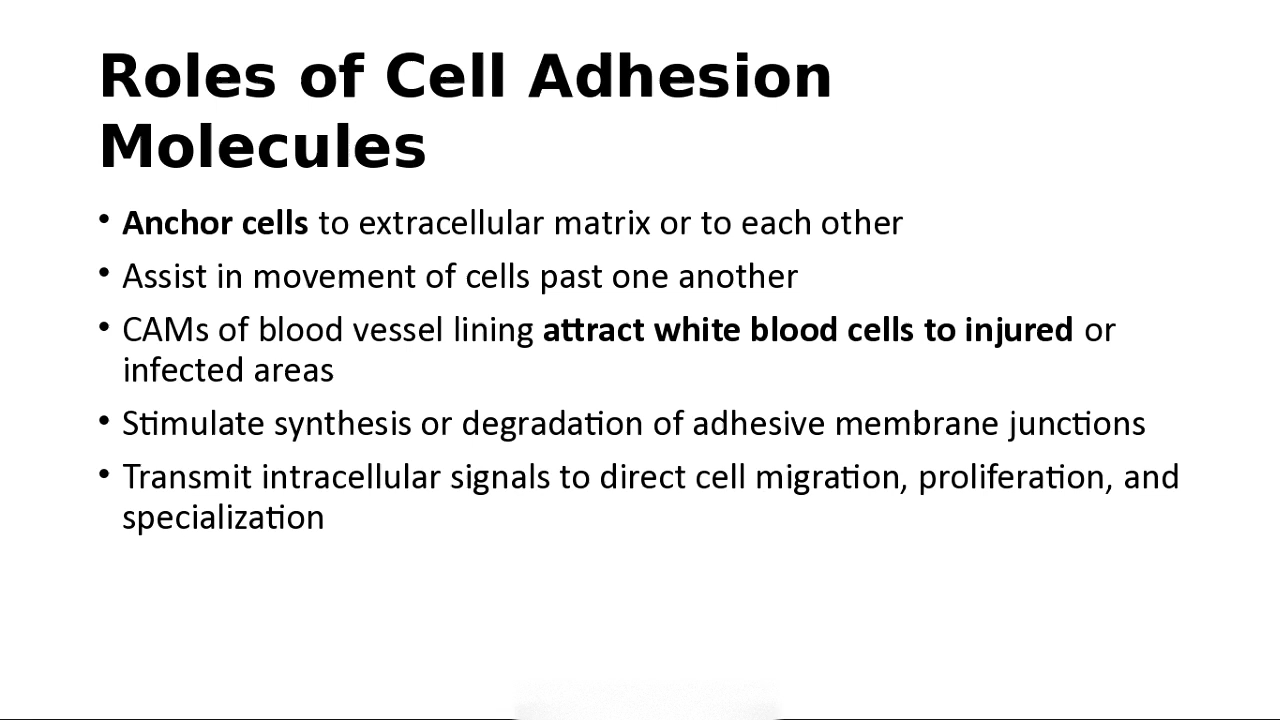 Roles of Cell Adhesion
Molecules
• Anchor cells to extracellular matrix or to each other
• Assist in movement of cells past one another
• CAMs of blood vessel lining attract white blood cells to injured or
infected areas
• Stimulate synthesis or degradation of adhesive membrane junctions
• Transmit intracellular signals to direct cell migration, proliferation, and
specialization